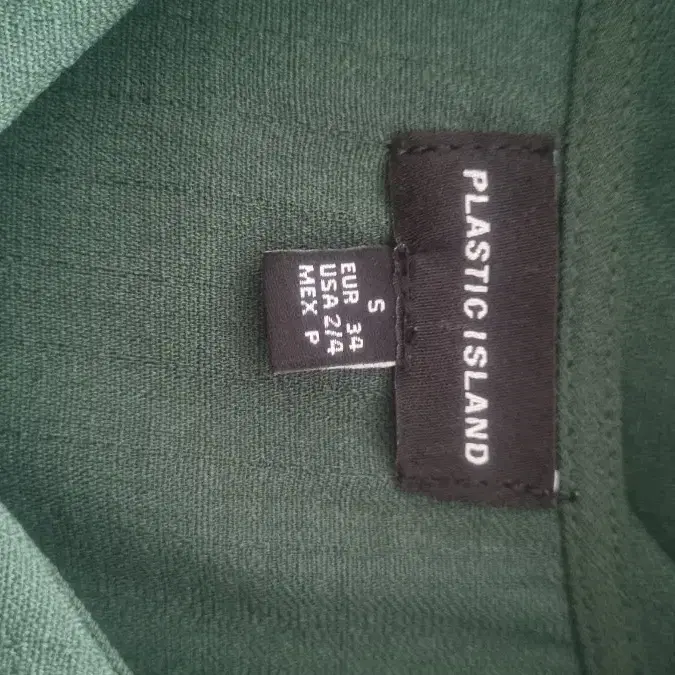 PLASTIC ISLAND
S
EUR 34
USA 2/4
MEX P